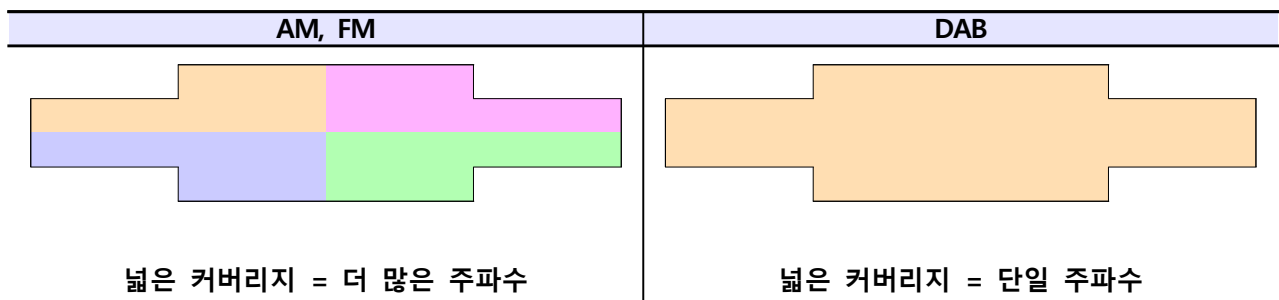 AM, FM
DAB
넓은 커버리지 = 더 많은 주파수
넓은 커버리지 = 단일 주파수